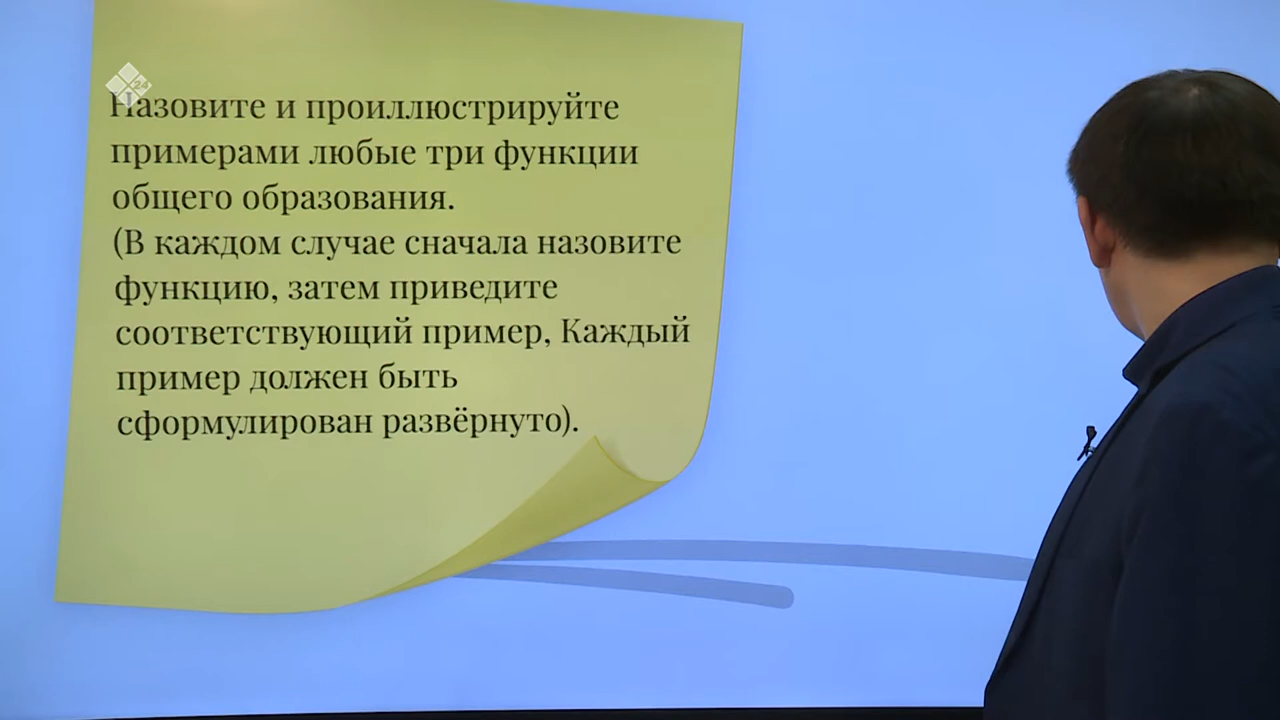 24
Назовите и проиллюстрируйте
примерами любые три функции
общего образования.
(В каждом случае сначала назовите
функцию, затем приведите
соответствующий пример, Каждый
пример должен быть
сформулирован развёрнуто).